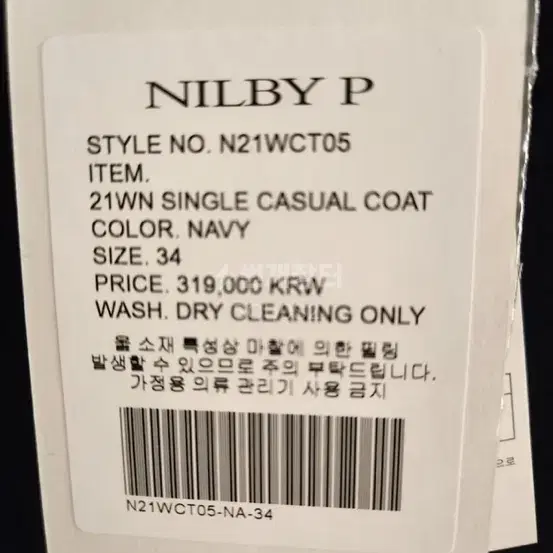 NILBY P
STYLE NO. N21WCT05
ITEM.
21WN SINGLE CASUAL COAT
COLOR. NAVY
SIZE. 34
PRICE. 319,000 KRW
WASH. DRY CLEANING ONLY
울 소재 특성상 마찰에 의한 필링
발생할 수 있으므로 주의 부탁드립니다.
가정용 의류 관리기 사용 금지
N21WCT05-NA-34
으로